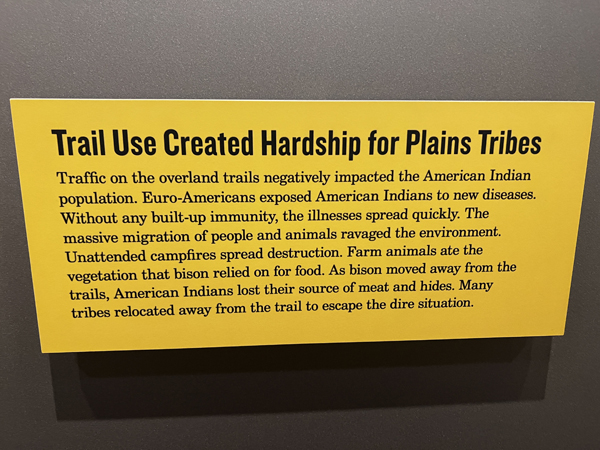 Trail Use Created Hardship for Plains Tribes
Traffic on the overland trails negatively impacted the American Indian
population. Euro-Americans exposed American Indians to new diseases.
Without any built-up immunity, the illnesses spread quickly. The
massive migration of people and animals ravaged the environment.
Unattended campfires spread destruction. Farm animals ate the
vegetation that bison relied on for food. As bison moved away from the
trails, American Indians lost their source of meat and hides. Many
tribes relocated away from the trail to escape the dire situation.